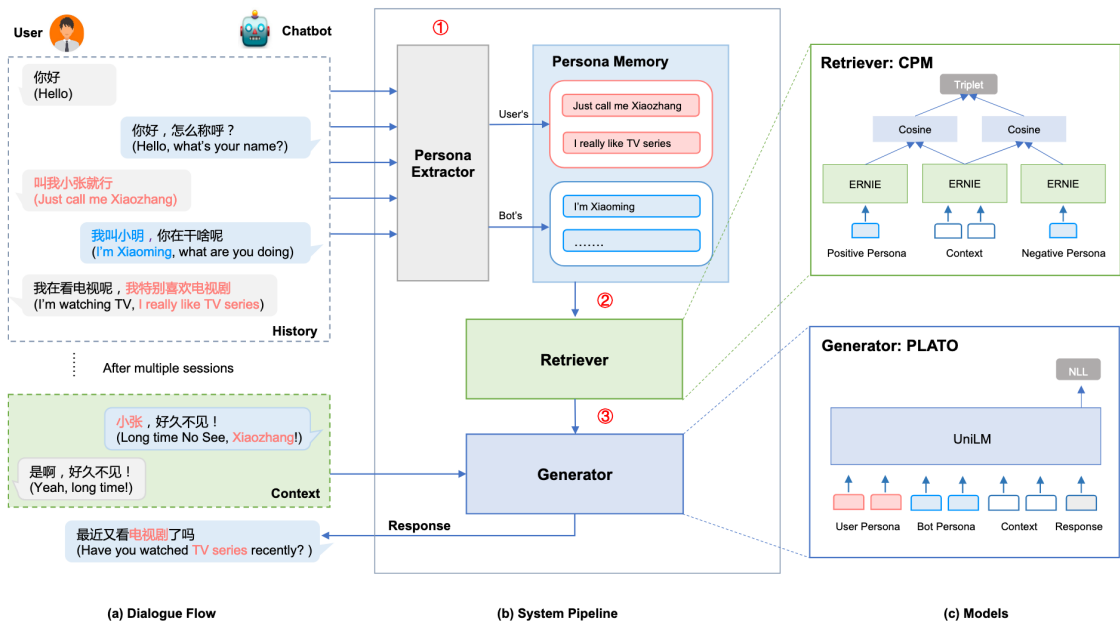 User
Chatbot
你好
(Hello)
你好，怎么称呼？
(Hello, what's your name?)
叫我小张就行
(Just call me Xiaozhang)
我叫小明，你在干啥呢
(I'm Xiaoming, what are you doing)
我在看电视呢，我特别喜欢电视剧
(I'm watching TV, I really like TV series)
History
After multiple sessions
小张，好久不见！
(Long time No See, Xiaozhang!)
是啊，好久不见！
(Yeah, long time!)
Context
最近又看电视剧了吗
(Have you watched TV series recently? )
(a) Dialogue Flow
①
Persona
Extractor
User's
Bot's
Persona Memory
Just call me Xiaozhang
I really like TV series
I'm Xiaoming
.......
②
Retriever
③
Generator
Response
(b) System Pipeline
Retriever: CPM
Triplet
Cosine
Cosine
ERNIE
ERNIE
ERNIE
Positive Persona
Context
Negative Persona
Generator: PLATO
NLL
UniLM
User Persona
Bot Persona
Context
Response
(c) Models